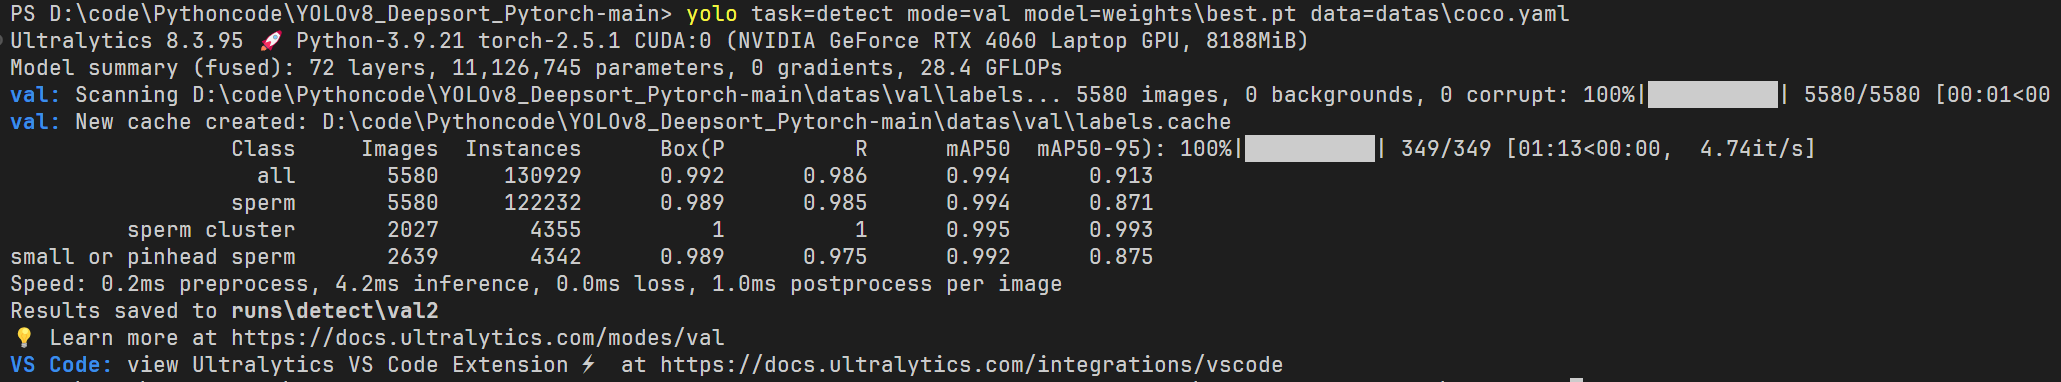 PS D:\code\Pythoncode\YOLOv8_Deepsort_Pytorch-main> yolo task=detect mode=val model=weights\best.pt data=datas\coco.yaml
Ultralytics 8.3.95 🚀 Python-3.9.21 torch-2.5.1 CUDA:0 (NVIDIA GeForce RTX 4060 Laptop GPU, 8188MiB)
Model summary (fused): 72 layers, 11,126,745 parameters, 0 gradients, 28.4 GFLOPs
val: Scanning D:\code\Pythoncode\YOLOv8_Deepsort_Pytorch-main\datas\val\labels... 5580 images, 0 backgrounds, 0 corrupt: 100%|██████████| 5580/5580 [00:01<00
val: New cache created: D:\code\Pythoncode\YOLOv8_Deepsort_Pytorch-main\datas\val\labels.cache
Class Images Instances Box(P R mAP50 mAP50-95): 100%|██████████| 349/349 [01:13<00:00, 4.74it/s]
all 5580 130929 0.992 0.986 0.994 0.913
sperm 5580 122232 0.989 0.985 0.994 0.871
sperm cluster 2027 4355 1 1 0.995 0.993
small or pinhead sperm 2639 4342 0.989 0.975 0.992 0.875
Speed: 0.2ms preprocess, 4.2ms inference, 0.0ms loss, 1.0ms postprocess per image
Results saved to runs\detect\val2
💡 Learn more at https://docs.ultralytics.com/modes/val
VS Code: view Ultralytics VS Code Extension ⚡ at https://docs.ultralytics.com/integrations/vscode